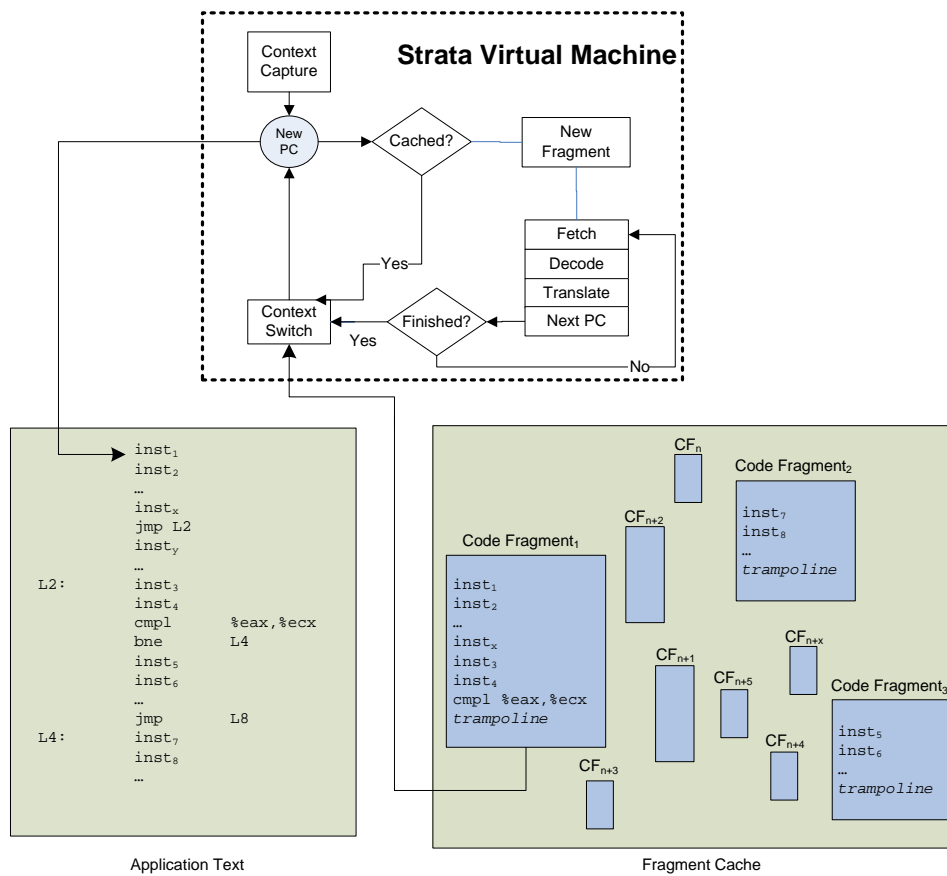 Strata Virtual Machine
Context
Capture
New
PC
Cached?
New
Fragment
Fetch
Decode
Translate
Next PC
Yes
Context
Switch
Finished?
Yes
No
inst1
inst2
…
instx
jmp L2
insty
…
L2: inst3
inst4
cmpl %eax,%ecx
bne L4
inst5
inst6
…
jmp L8
L4: inst7
inst8
…
Application Text
CFn
Code Fragment2
inst7
inst8
…
trampoline
CFn+2
Code Fragment1
inst1
inst2
…
instx
inst3
inst4
cmpl %eax,%ecx
trampoline
CFn+1
CFn+5
CFn+x
Code Fragment3
inst5
inst6
…
trampoline
CFn+4
CFn+3
Fragment Cache